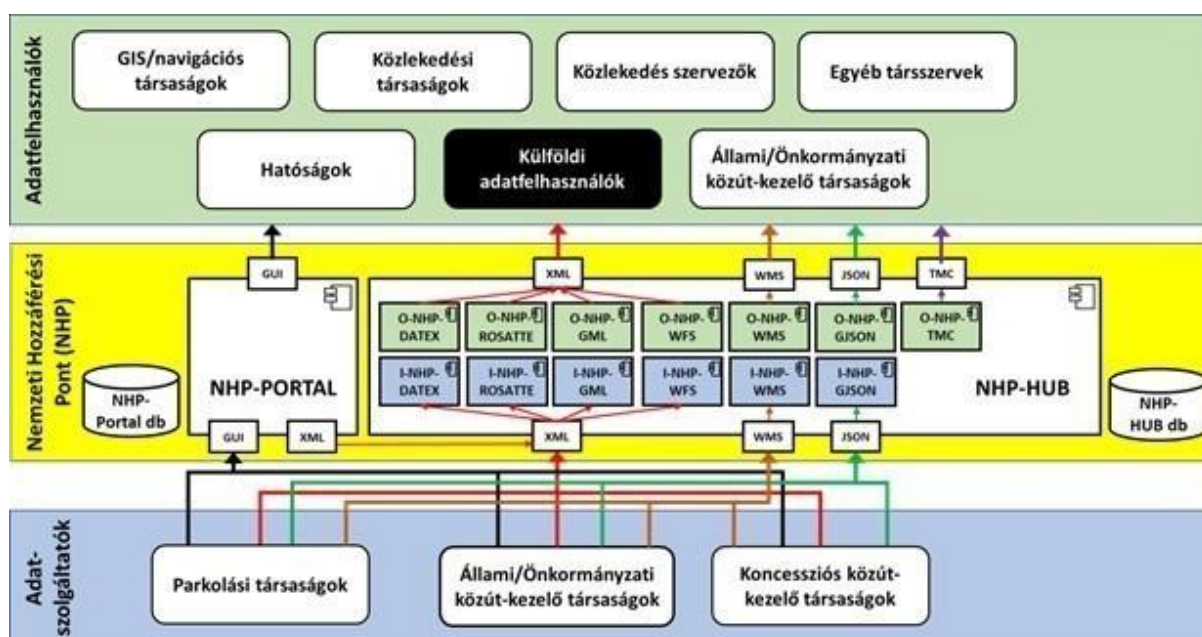 Adatfelhasználók
GIS/navigációs
társaságok
Közlekedési
társaságok
Közlekedés szervezők
Egyéb társszervek
Hatóságok
Külföldi
adatfelhasználók
Állami/Önkormányzati
közút-kezelő társaságok
Nemzeti Hozzáférési
Pont (NHP)
GUI
XML
WMS
JSON
TMC
O-NHP-
DATEX
O-NHP-
ROSATTE
O-NHP-
GML
O-NHP-
WFS
O-NHP-
WMS
O-NHP-
GJSON
O-NHP-
TMC
I-NHP-
DATEX
I-NHP-
ROSATTE
I-NHP-
GML
I-NHP-
WFS
I-NHP-
WMS
I-NHP-
GJSON
NHP-PORTAL
NHP-HUB
NHP-
Portal db
NHP-
HUB db
GUI
XML
XML
WMS
JSON
Adat-
szolgáltatók
Parkolási társaságok
Állami/Önkormányzati
közút-kezelő társaságok
Koncessziós közút-
kezelő társaságok